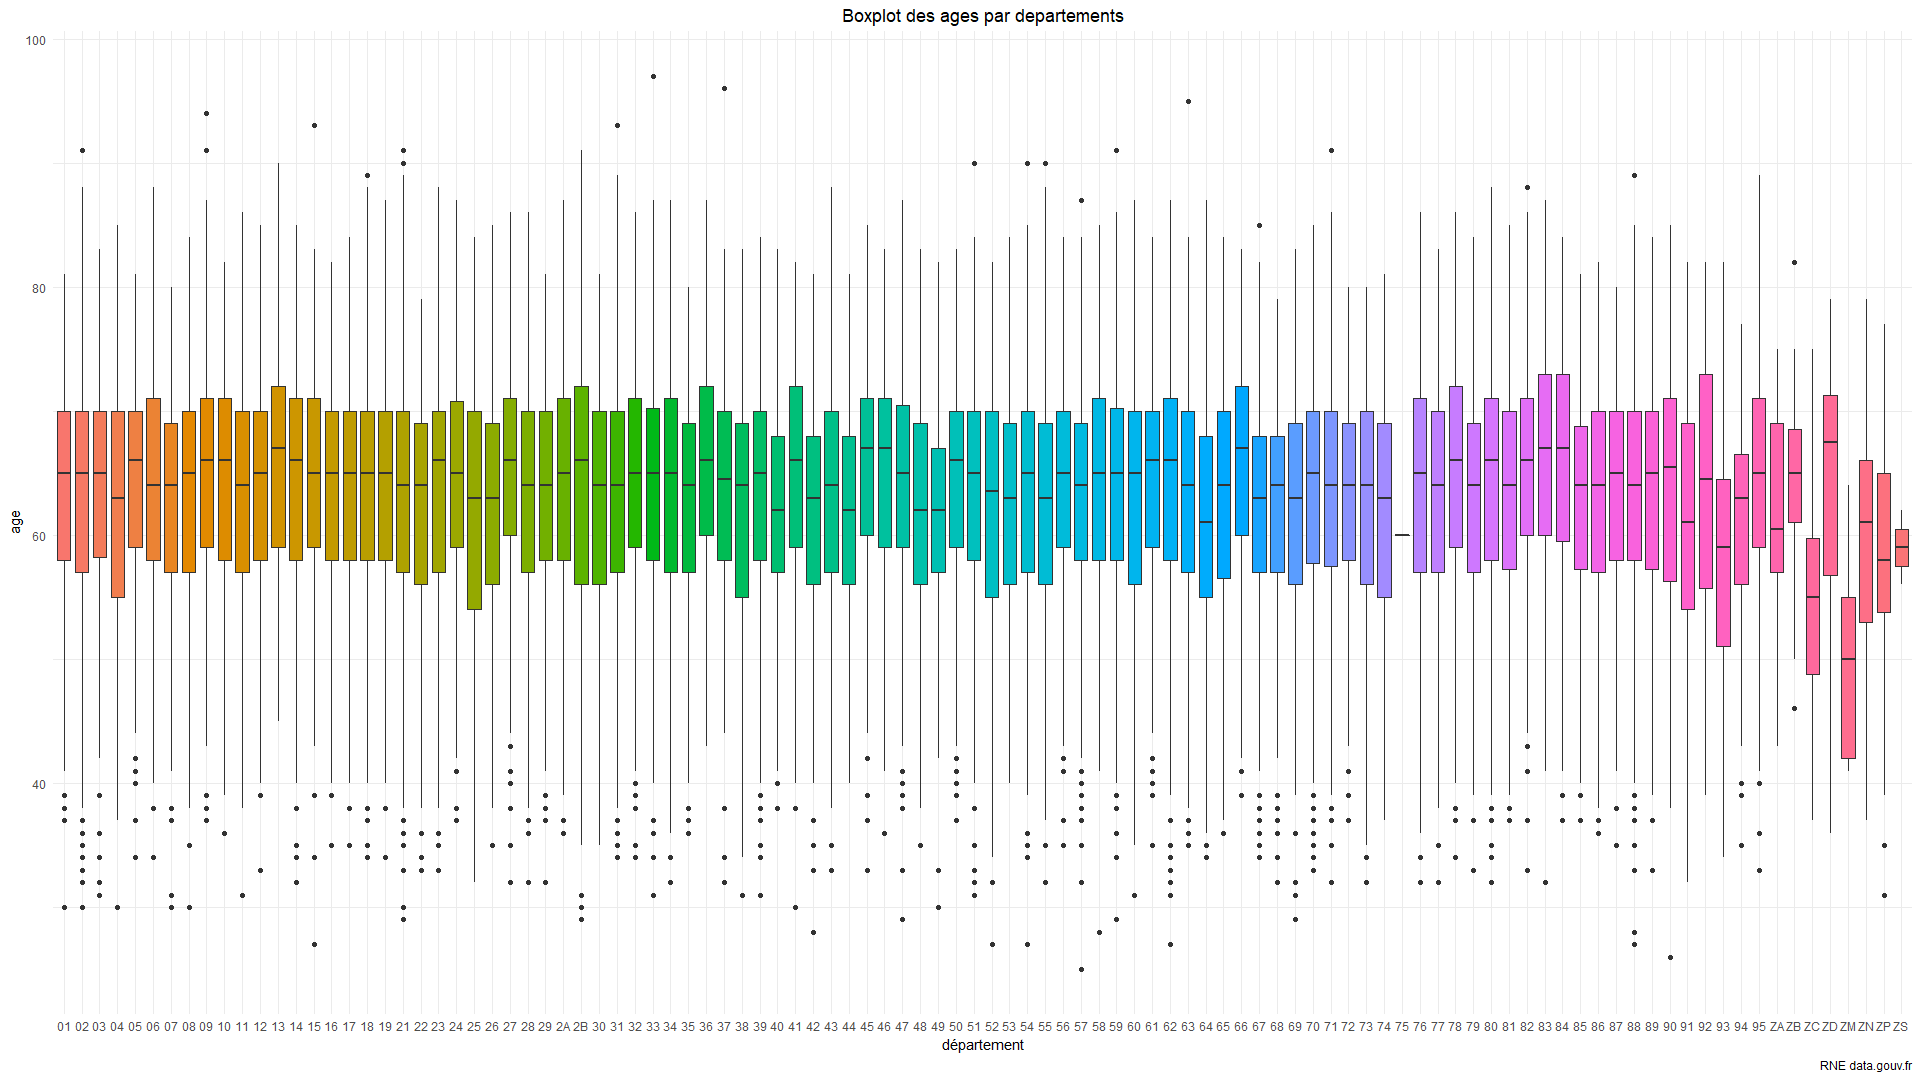 Boxplot des ages par departements
100
80
60
40
age
01 02 03 04 05 06 07 08 09 10 11 12 13 14 15 16 17 18 19 21 22 23 24 25 26 27 28 29 2A 2B 30 31 32 33 34 35 36 37 38 39 40 41 42 43 44 45 46 47 48 49 50 51 52 53 54 55 56 57 58 59 60 61 62 63 64 65 66 67 68 69 70 71 72 73 74 75 76 77 78 79 80 81 82 83 84 85 86 87 88 89 90 91 92 93 94 95 ZA ZB ZC ZD ZM ZN ZP ZS
département
RNE data.gouv.fr